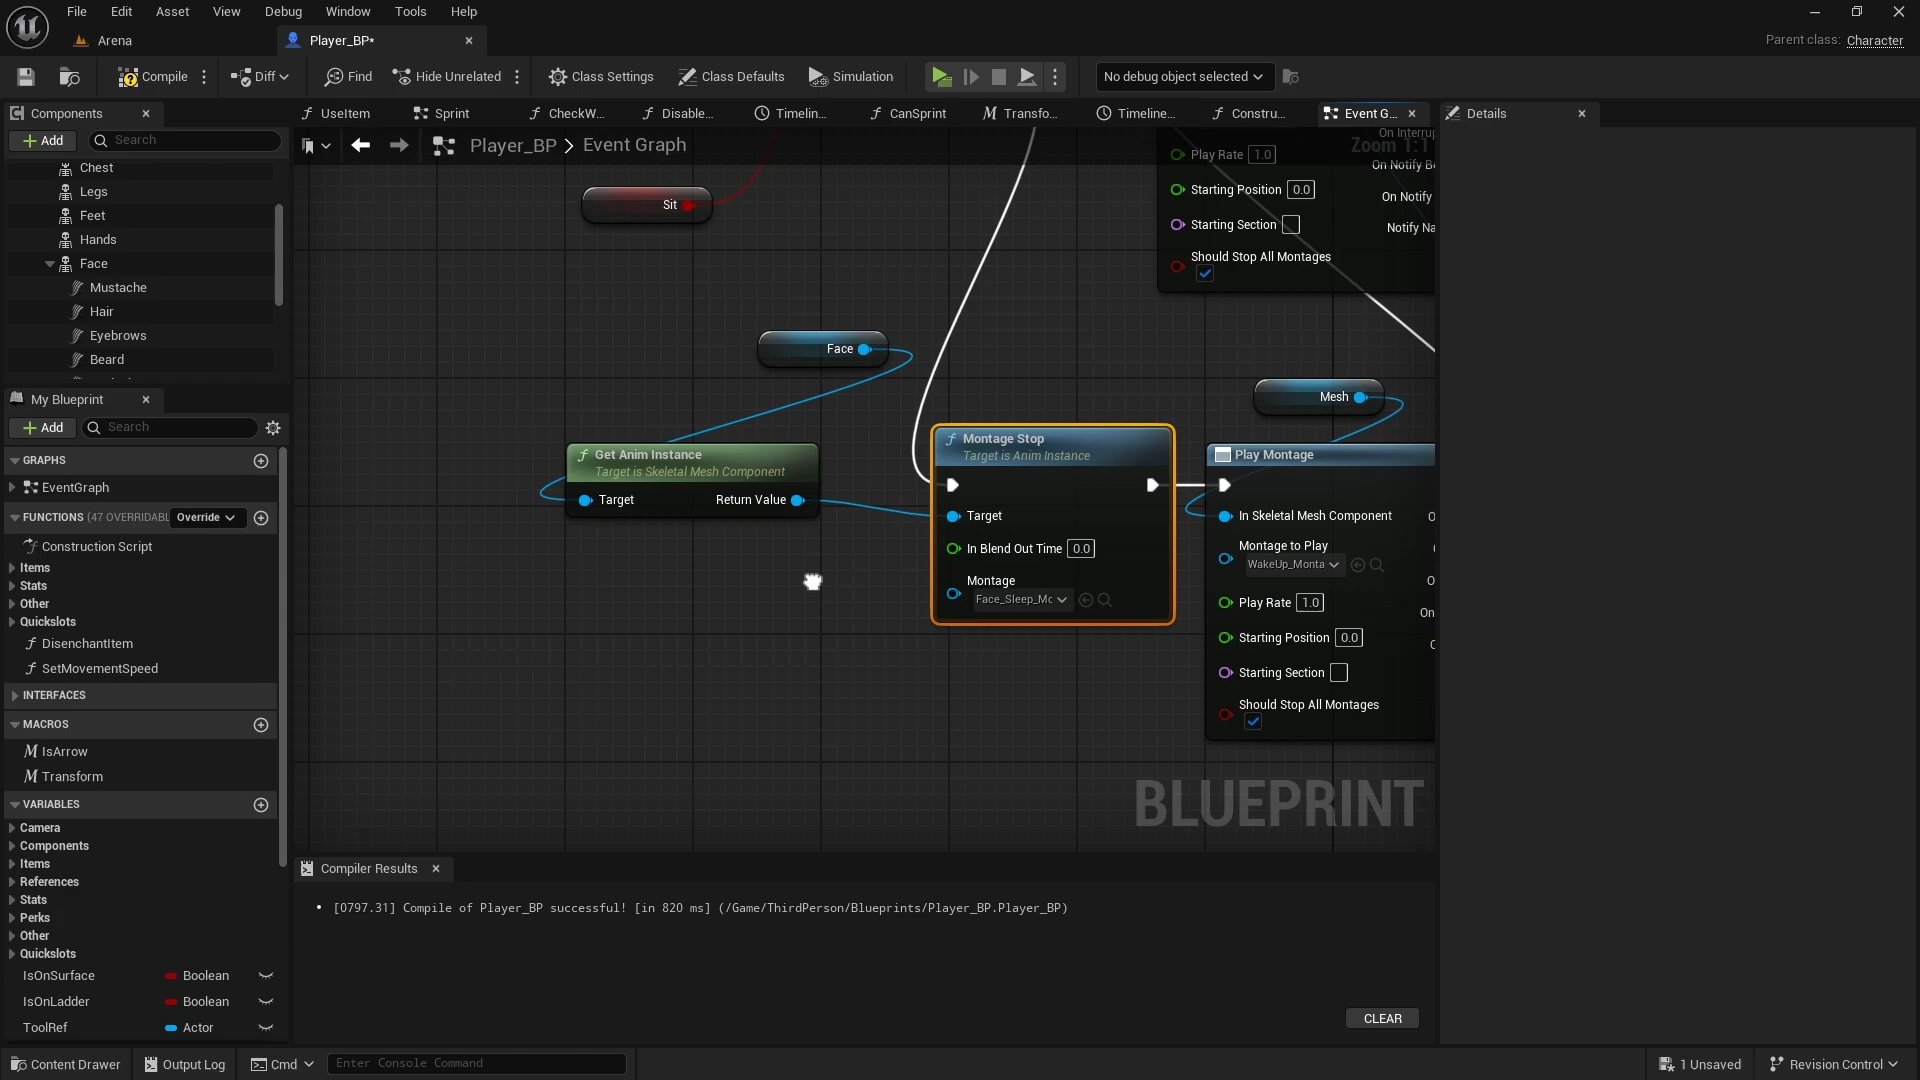 File
Edit
Asset
View
Debug
Window
Tools
Help
Arena
Player_BP*
Parent class:
Character
Compile
Diff
Find
Hide Unrelated
Class Settings
Class Defaults
Simulation
No debug object selected
Components
Add
Search
Chest
Legs
Feet
Hands
Face
Mustache
Hair
Eyebrows
Beard
My Blueprint
Add
Search
GRAPHS
EventGraph
FUNCTIONS (47 OVERRIDABL
Override
Construction Script
Items
Stats
Other
Quickslots
DisenchantItem
SetMovementSpeed
INTERFACES
MACROS
IsArrow
Transform
VARIABLES
Camera
Components
Items
References
Stats
Perks
Other
Quickslots
IsOnSurface Boolean
IsOnLadder Boolean
ToolRef Actor
UseItem
Sprint
CheckW...
Disable...
Timelin...
CanSprint
Transfo...
Timeline...
Constru...
Event G...
Player_BP > Event Graph
Zoom 1:1
Sit
On Interrup
Play Rate 1.0
On Notify Be
Starting Position 0.0
On Notify
Starting Section
Notify Na
Should Stop All Montages
Face
Mesh
Get Anim Instance
Target is Skeletal Mesh Component
Target
Return Value
Montage Stop
Target is Anim Instance
Target
In Blend Out Time 0.0
Montage
Face_Sleep_Mc
Play Montage
In Skeletal Mesh Component
O
Montage to Play
WakeUp_Monta
O
Play Rate 1.0
On
Starting Position 0.0
Starting Section
Should Stop All Montages
BLUEPRINT
Details
Compiler Results
[0797.31] Compile of Player_BP successful! [in 820 ms] (/Game/ThirdPerson/Blueprints/Player_BP.Player_BP)
CLEAR
Content Drawer
Output Log
Cmd
Enter Console Command
1 Unsaved
Revision Control